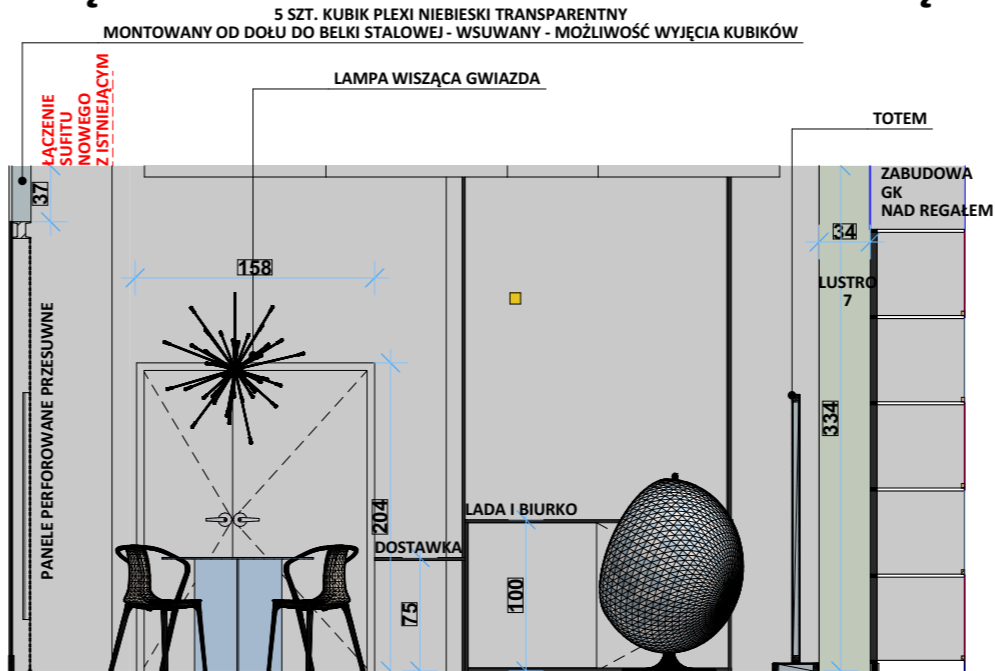 5 SZT. KUBIK PLEXI NIEBIESKI TRANSPARENTNY
MONTOWANY OD DOŁU DO BELKI STALOWEJ - WSUWANY - MOŻLIWOŚĆ WYJĘCIA KUBIKÓW
ŁĄCZENIE
SUFITU
NOWEGO
Z ISTNIEJĄCYM
LAMPA WISZĄCA GWIAZDA
TOTEM
ZABUDOWA
GK
NAD REGAŁEM
37
34
158
LUSTRO
7
PANELE PERFOROWANE PRZESUWNE
334
204
LADA I BIURKO
DOSTAWKA
100
75